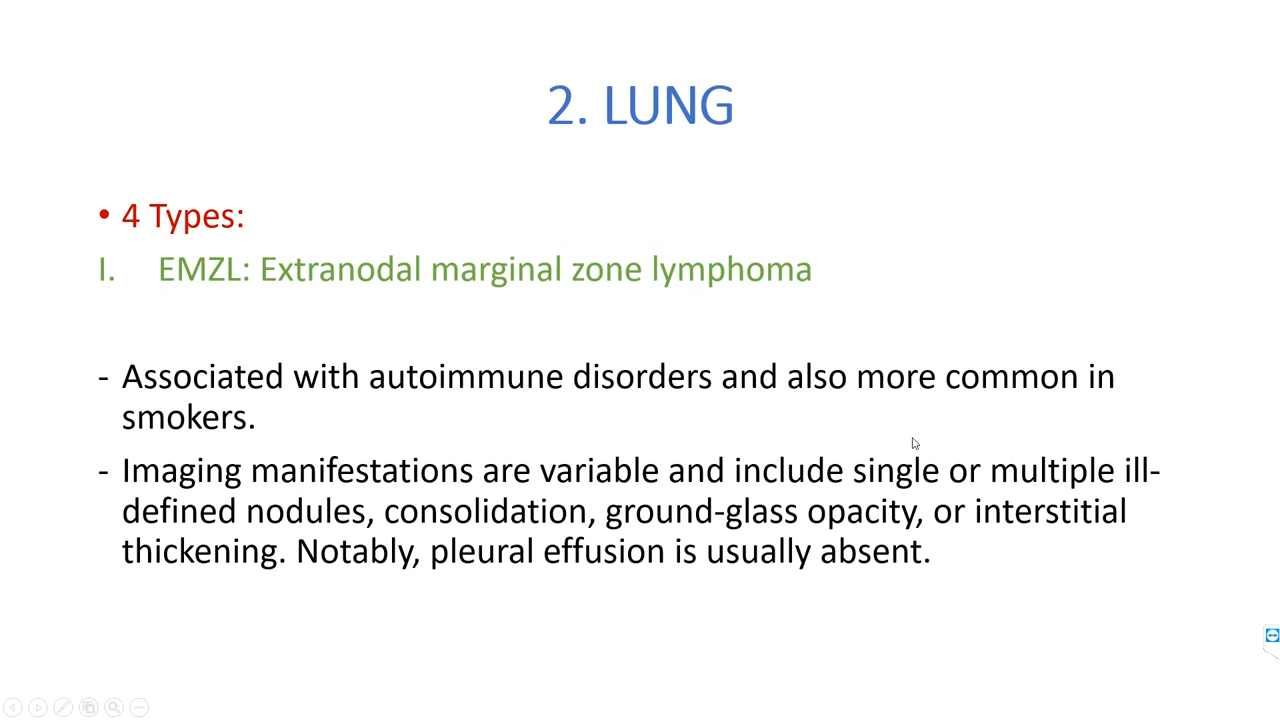 2. LUNG
• 4 Types:
I. EMZL: Extranodal marginal zone lymphoma
- Associated with autoimmune disorders and also more common in
smokers.
- Imaging manifestations are variable and include single or multiple ill-
defined nodules, consolidation, ground-glass opacity, or interstitial
thickening. Notably, pleural effusion is usually absent.